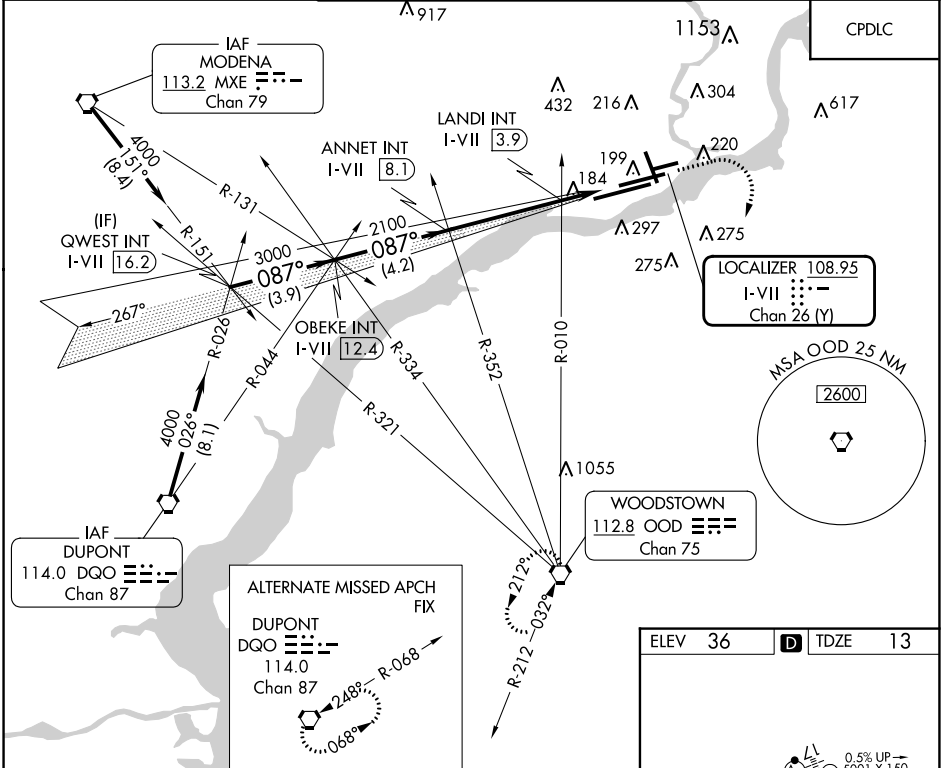 917
1153
CPDLC
IAF
MODENA
113.2 MXE
Chan 79
432
216
304
617
LANDI INT
I-VII 3.9
ANNET INT
I-VII 8.1
199
220
184
4000
151°
(8.4)
R-131
(IF)
QWEST INT
I-VII 16.2
R-151
3000
087°
(3.9)
2100
087°
(4.2)
297
275
275
LOCALIZER 108.95
I-VII
Chan 26 (Y)
267°
R-026
R-044
OBEKE INT
I-VII 12.4
R-334
R-352
R-010
R-321
MSA OOD 25 NM
2600
4000
026°
(8.1)
1055
IAF
DUPONT
114.0 DQO
Chan 87
WOODSTOWN
112.8 OOD
Chan 75
212°
032°
R-212
ALTERNATE MISSED APCH
FIX
DUPONT
DQO
114.0
Chan 87
R-068
248°
068°
ELEV 36 D TDZE 13
17
0.5% UP
5001 X 150